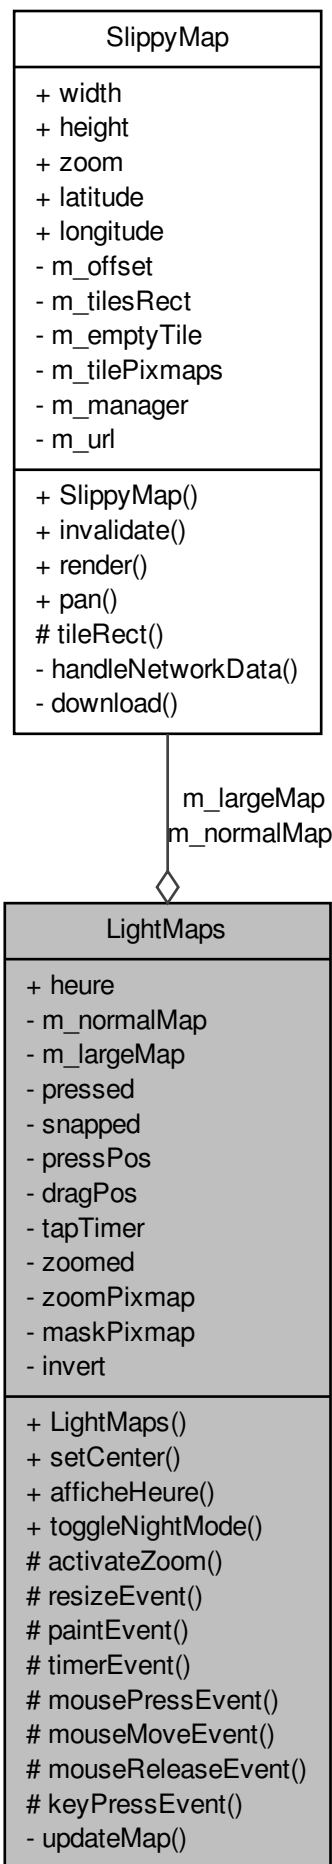 SlippyMap
+ width
+ height
+ zoom
+ latitude
+ longitude
- m_offset
- m_tilesRect
- m_emptyTile
- m_tilePixmaps
- m_manager
- m_url
+ SlippyMap()
+ invalidate()
+ render()
+ pan()
# tileRect()
- handleNetworkData()
- download()
m_largeMap
m_normalMap
LightMaps
+ heure
- m_normalMap
- m_largeMap
- pressed
- snapped
- pressPos
- dragPos
- tapTimer
- zoomed
- zoomPixmap
- maskPixmap
- invert
+ LightMaps()
+ setCenter()
+ afficheHeure()
+ toggleNightMode()
# activateZoom()
# resizeEvent()
# paintEvent()
# timerEvent()
# mousePressEvent()
# mouseMoveEvent()
# mouseReleaseEvent()
# keyPressEvent()
- updateMap()